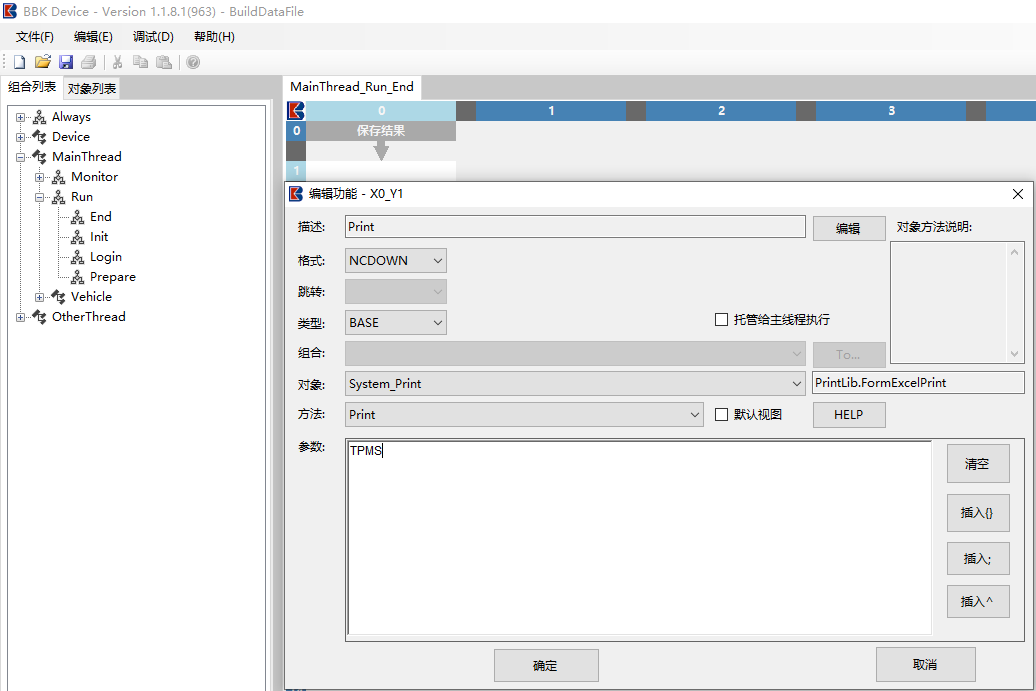 BBK Device - Version 1.1.8.1(963) - BuildDataFile
文件(F) 编辑(E) 调试(D) 帮助(H)
组合列表 对象列表
MainThread_Run_End
Always
Device
MainThread
Monitor
Run
End
Init
Login
Prepare
Vehicle
OtherThread
0 1 2 3
0 保存结果
1
编辑功能 - X0_Y1
描述: Print 编辑 对象方法说明:
格式: NCDOWN
跳转:
类型: BASE 托管给主线程执行
组合: To...
对象: System_Print PrintLib.FormExcelPrint
方法: Print 默认视图 HELP
参数: TPMS
清空
插入{}
插入;
插入^
确定 取消